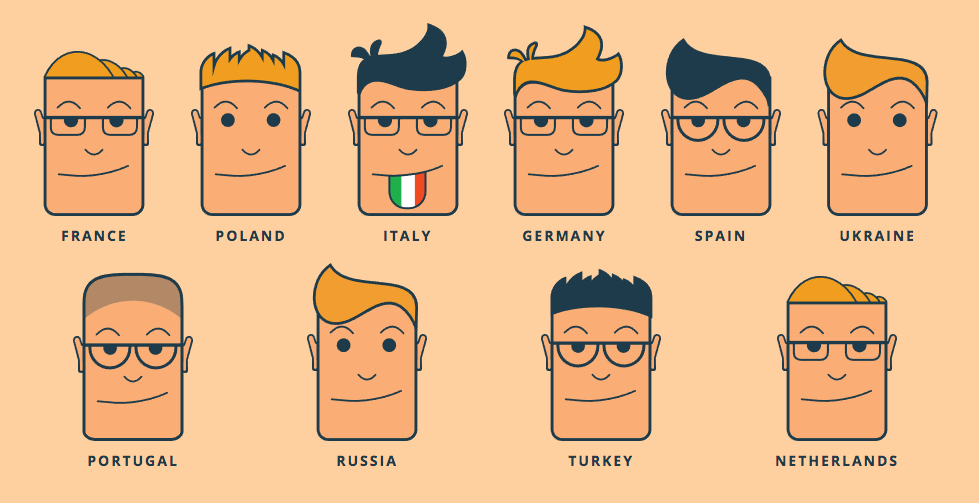 FRANCE
POLAND
ITALY
GERMANY
SPAIN
UKRAINE
PORTUGAL
RUSSIA
TURKEY
NETHERLANDS